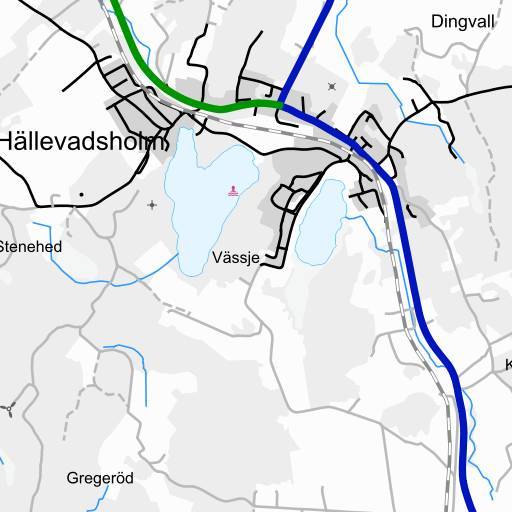 Dingvall
Hällevadsholm
Stenehed
Vässje
K
Gregeröd